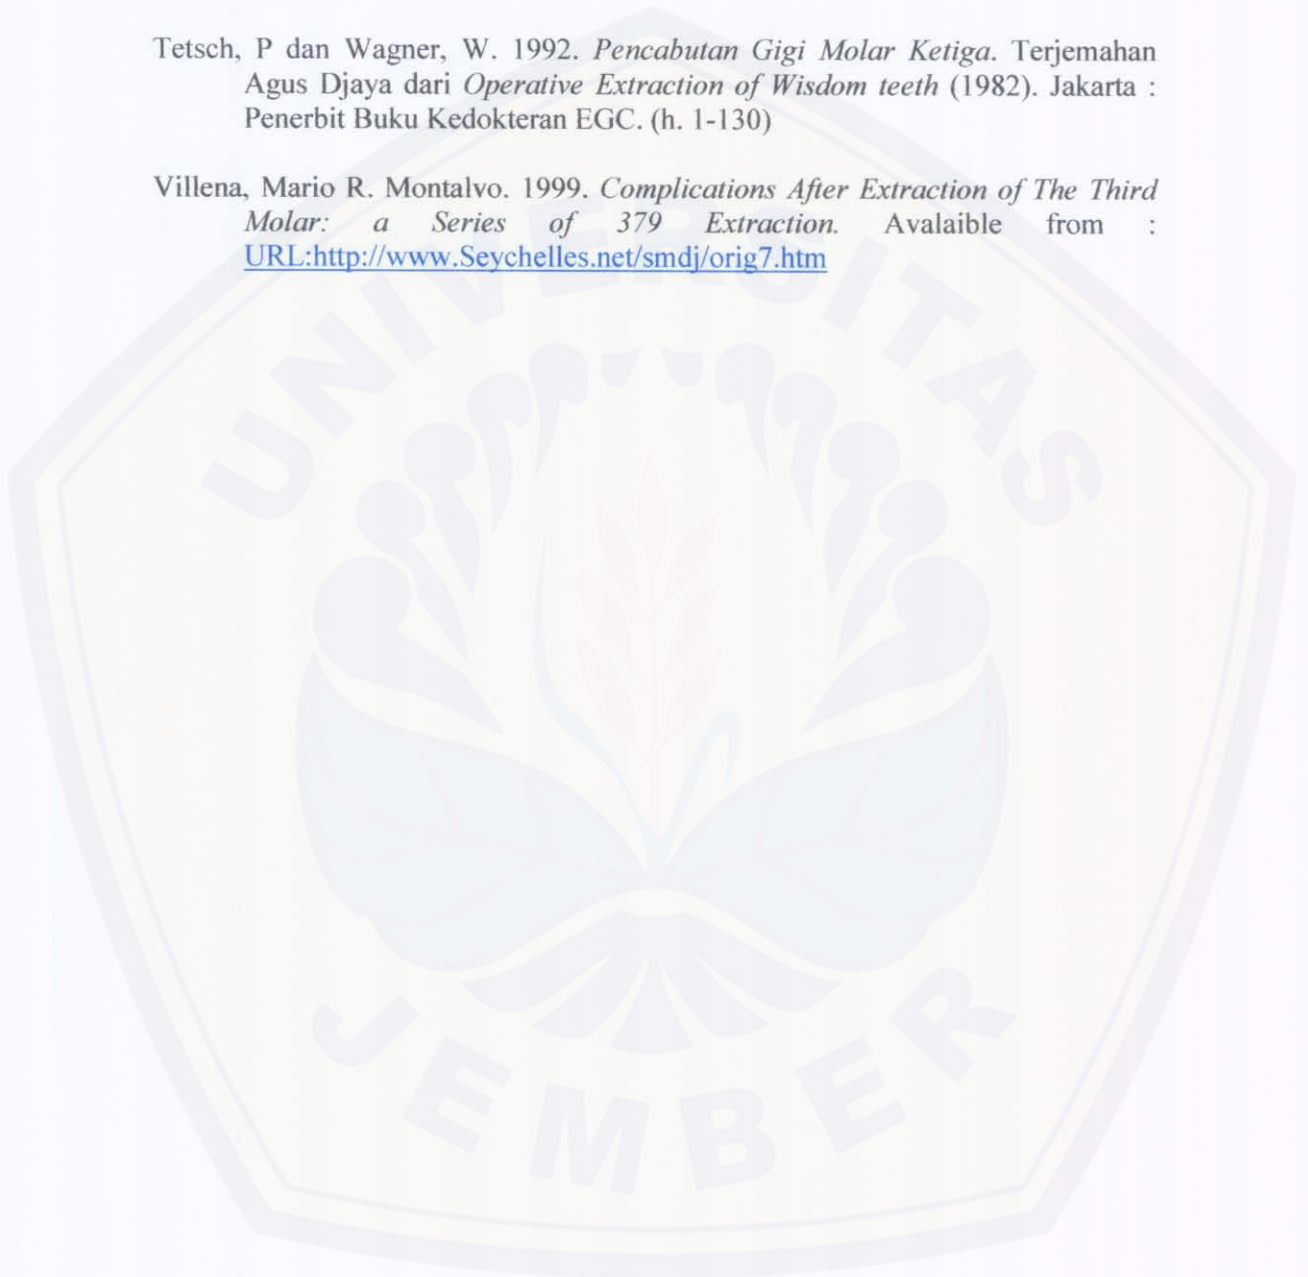 Tetsch, P dan Wagner, W. 1992. Pencabutan Gigi Molar Ketiga. Terjemahan
Agus Djaya dari Operative Extraction of Wisdom teeth (1982). Jakarta :
Penerbit Buku Kedokteran EGC. (h. 1-130)
Villena, Mario R. Montalvo. 1999. Complications After Extraction of The Third
Molar: a Series of 379 Extraction. Avalaible from :
URL:http://www.Seychelles.net/smdj/orig7.htm
UNIVERSITAS
JEMBER